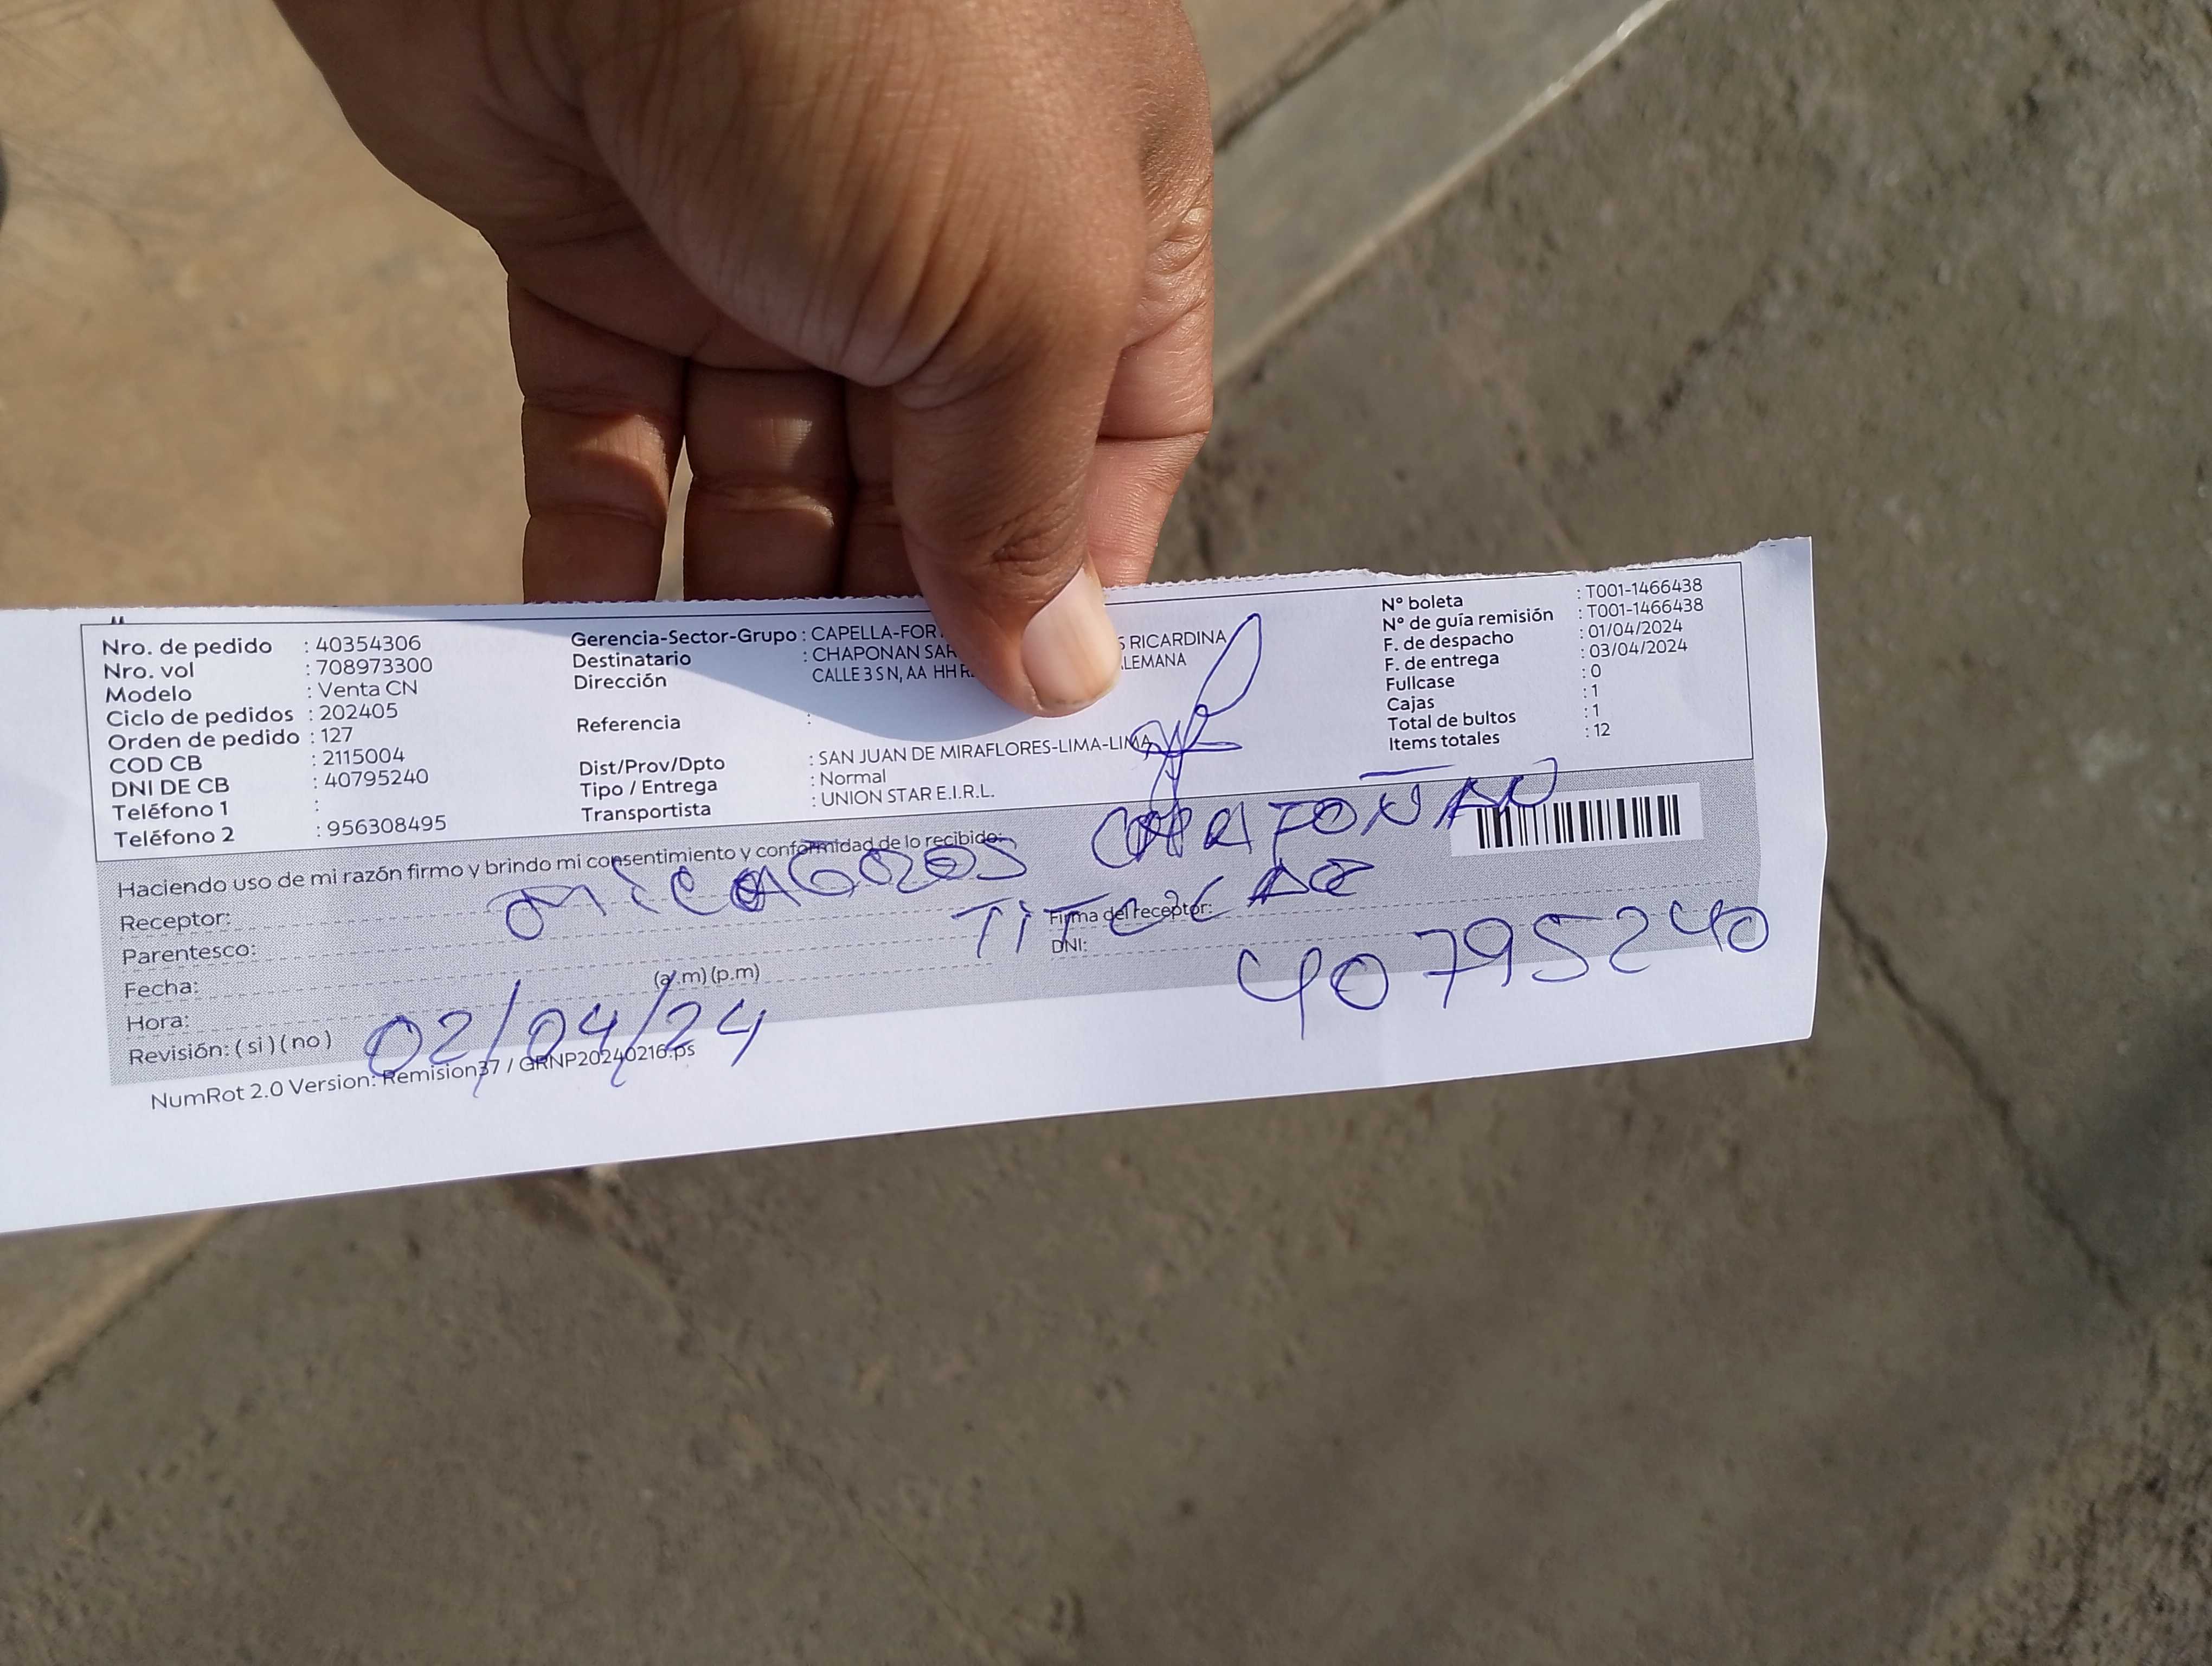 Nro. de pedido : 40354306
Nro. vol : 708973300
Modelo : Venta CN
Ciclo de pedidos : 202405
Orden de pedido : 127
COD CB : 2115004
DNI DE CB : 40795240
Teléfono 1 :
Teléfono 2 : 956308495
Gerencia-Sector-Grupo : CAPELLA-FOR RICARDINA
Destinatario : CHAPONAN
Dirección CALLE 3 S N, AA HH
Referencia :
Dist/Prov/Dpto : SAN JUAN DE MIRAFLORES-LIMA-LIMA
Tipo / Entrega : Normal
Transportista : UNION STAR E.I.R.L.
N° boleta : T001-1466438
N° de guía remisión : T001-1466438
F. de despacho : 01/04/2024
F. de entrega : 03/04/2024
Fullcase : 0
Cajas : 1
Total de bultos : 1
Items totales : 12
Haciendo uso de mi razón firmo y brindo mi consentimiento y conformidad de lo recibido:
Receptor: MiLAGROS
Parentesco: TITULAR
Firma del receptor:
DNI: 40795240
Fecha:
(a.m) (p.m)
Hora:
Revisión: ( si ) ( no ) 02/04/24
NumRot 2.0 Version: Remision37 / GRNP20240216.ps